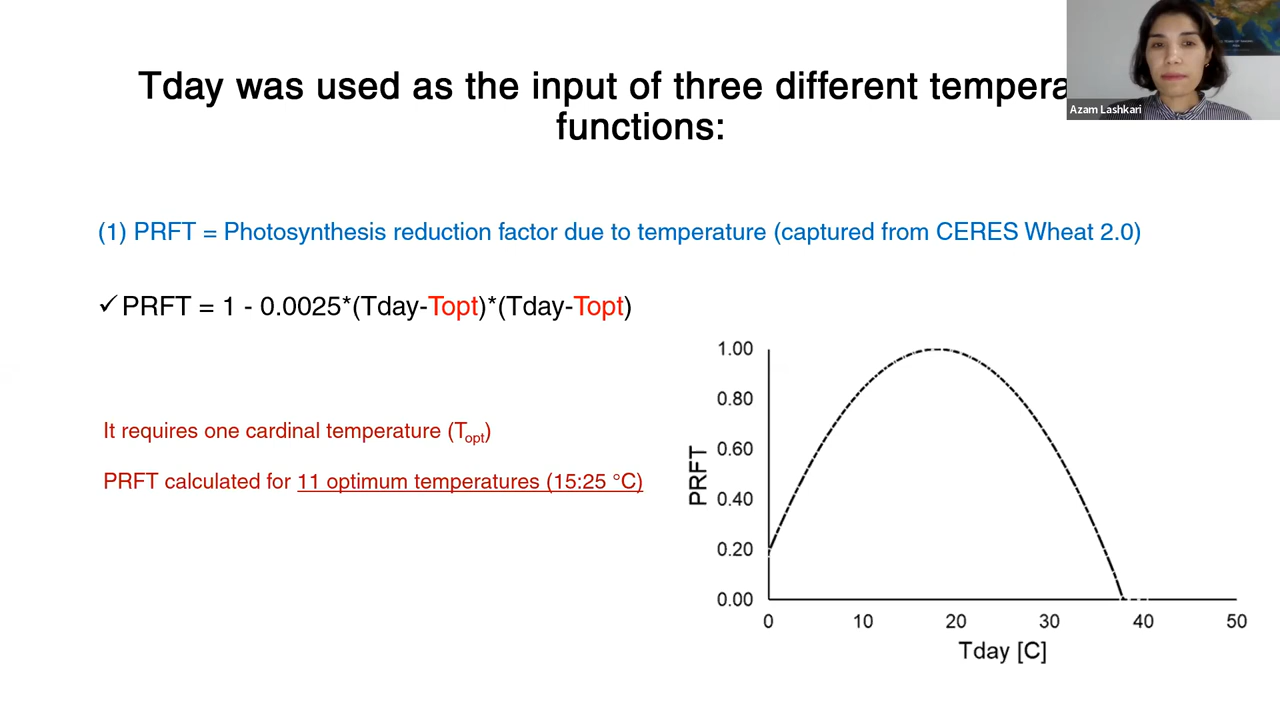 Tday was used as the input of three different tempera
functions:
Azam Lashkari
(1) PRFT = Photosynthesis reduction factor due to temperature (captured from CERES Wheat 2.0)
✓ PRFT = 1 - 0.0025*(Tday-Topt)*(Tday-Topt)
It requires one cardinal temperature (Topt)
PRFT calculated for 11 optimum temperatures (15:25 °C)
PRFT
1.00
0.80
0.60
0.40
0.20
0.00
0 10 20 30 40 50
Tday [C]